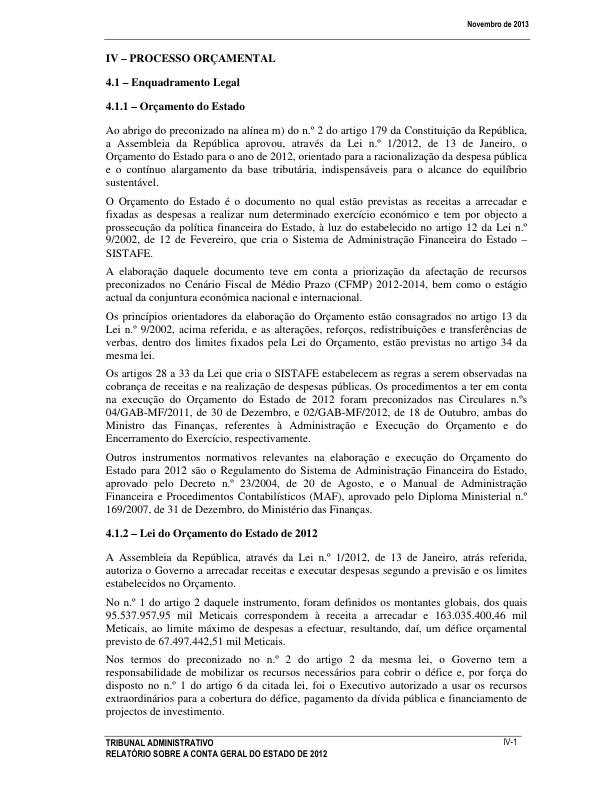 Novembro de 2013
IV – PROCESSO ORÇAMENTAL
4.1 – Enquadramento Legal
4.1.1 – Orçamento do Estado
Ao abrigo do preconizado na alínea m) do n.º 2 do artigo 179 da Constituição da República,
a Assembleia da República aprovou, através da Lei n.º 1/2012, de 13 de Janeiro, o
Orçamento do Estado para o ano de 2012, orientado para a racionalização da despesa pública
e o contínuo alargamento da base tributária, indispensáveis para o alcance do equilíbrio
sustentável.
O Orçamento do Estado é o documento no qual estão previstas as receitas a arrecadar e
fixadas as despesas a realizar num determinado exercício económico e tem por objecto a
prossecução da política financeira do Estado, à luz do estabelecido no artigo 12 da Lei n.º
9/2002, de 12 de Fevereiro, que cria o Sistema de Administração Financeira do Estado –
SISTAFE.
A elaboração daquele documento teve em conta a priorização da afectação de recursos
preconizados no Cenário Fiscal de Médio Prazo (CFMP) 2012-2014, bem como o estágio
actual da conjuntura económica nacional e internacional.
Os princípios orientadores da elaboração do Orçamento estão consagrados no artigo 13 da
Lei n.º 9/2002, acima referida, e as alterações, reforços, redistribuições e transferências de
verbas, dentro dos limites fixados pela Lei do Orçamento, estão previstas no artigo 34 da
mesma lei.
Os artigos 28 a 33 da Lei que cria o SISTAFE estabelecem as regras a serem observadas na
cobrança de receitas e na realização de despesas públicas. Os procedimentos a ter em conta
na execução do Orçamento do Estado de 2012 foram preconizados nas Circulares n.ºs
04/GAB-MF/2011, de 30 de Dezembro, e 02/GAB-MF/2012, de 18 de Outubro, ambas do
Ministro das Finanças, referentes à Administração e Execução do Orçamento e do
Encerramento do Exercício, respectivamente.
Outros instrumentos normativos relevantes na elaboração e execução do Orçamento do
Estado para 2012 são o Regulamento do Sistema de Administração Financeira do Estado,
aprovado pelo Decreto n.º 23/2004, de 20 de Agosto, e o Manual de Administração
Financeira e Procedimentos Contabilísticos (MAF), aprovado pelo Diploma Ministerial n.º
169/2007, de 31 de Dezembro, do Ministério das Finanças.
4.1.2 – Lei do Orçamento do Estado de 2012
A Assembleia da República, através da Lei n.º 1/2012, de 13 de Janeiro, atrás referida,
autoriza o Governo a arrecadar receitas e executar despesas segundo a previsão e os limites
estabelecidos no Orçamento.
No n.º 1 do artigo 2 daquele instrumento, foram definidos os montantes globais, dos quais
95.537.957,95 mil Meticais correspondem à receita a arrecadar e 163.035.400,46 mil
Meticais, ao limite máximo de despesas a efectuar, resultando, daí, um défice orçamental
previsto de 67.497.442,51 mil Meticais.
Nos termos do preconizado no n.º 2 do artigo 2 da mesma lei, o Governo tem a
responsabilidade de mobilizar os recursos necessários para cobrir o défice e, por força do
disposto no n.º 1 do artigo 6 da citada lei, foi o Executivo autorizado a usar os recursos
extraordinários para a cobertura do défice, pagamento da dívida pública e financiamento de
projectos de investimento.
TRIBUNAL ADMINISTRATIVO
IV-1
RELATÓRIO SOBRE A CONTA GERAL DO ESTADO DE 2012